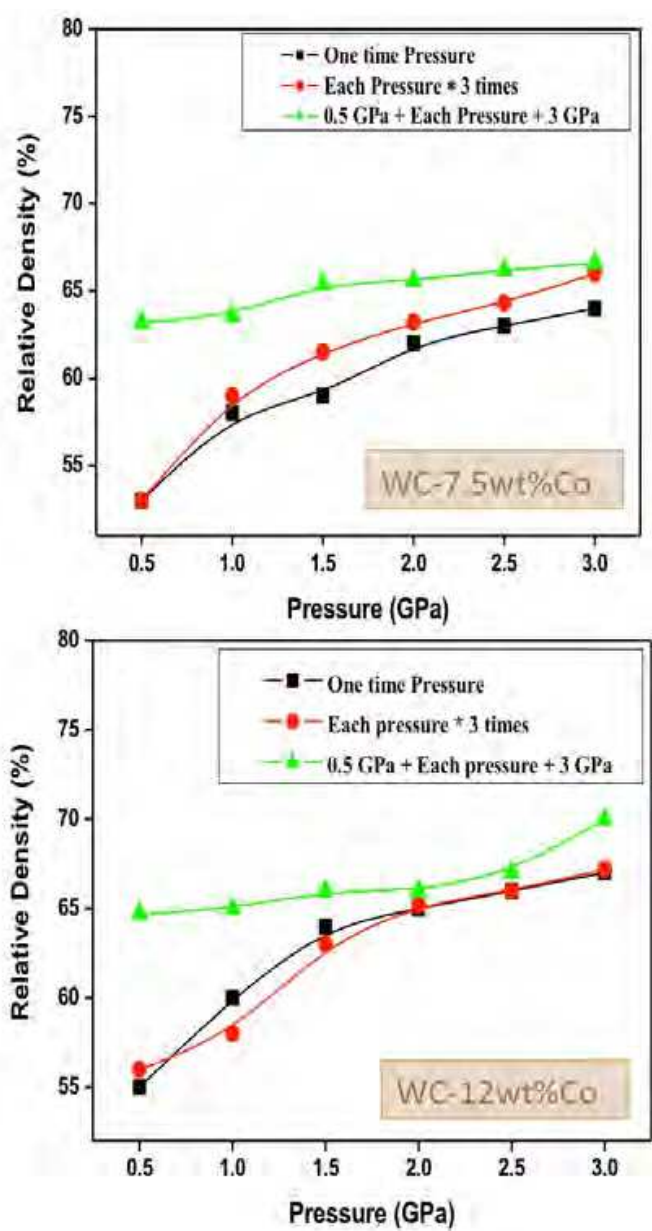 80
75
70
65
60
55
Relative Density (%)
One time Pressure
Each Pressure * 3 times
0.5 GPa + Each Pressure + 3 GPa
WC-7.5wt%Co
0.5 1.0 1.5 2.0 2.5 3.0
Pressure (GPa)
80
75
70
65
60
55
Relative Density (%)
One time Pressure
Each pressure * 3 times
0.5 GPa + Each pressure + 3 GPa
WC-12wt%Co
0.5 1.0 1.5 2.0 2.5 3.0
Pressure (GPa)